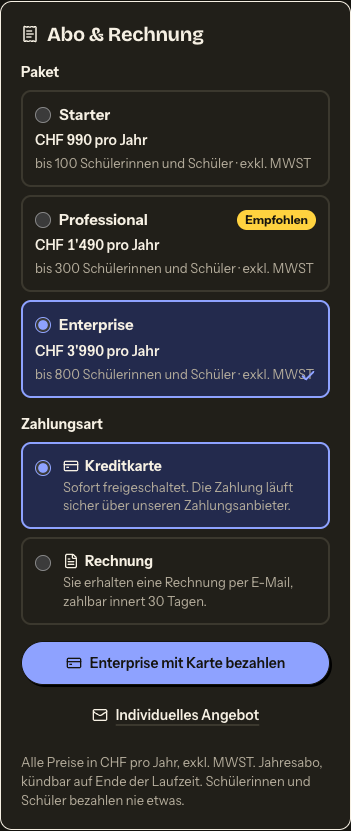 Abo & Rechnung
Paket
Starter
CHF 990 pro Jahr
bis 100 Schülerinnen und Schüler · exkl. MWST
Professional
Empfohlen
CHF 1'490 pro Jahr
bis 300 Schülerinnen und Schüler · exkl. MWST
Enterprise
CHF 3'990 pro Jahr
bis 800 Schülerinnen und Schüler · exkl. MWST
Zahlungsart
Kreditkarte
Sofort freigeschaltet. Die Zahlung läuft
sicher über unseren Zahlungsanbieter.
Rechnung
Sie erhalten eine Rechnung per E-Mail,
zahlbar innert 30 Tagen.
Enterprise mit Karte bezahlen
Individuelles Angebot
Alle Preise in CHF pro Jahr, exkl. MWST. Jahresabo,
kündbar auf Ende der Laufzeit. Schülerinnen und
Schüler bezahlen nie etwas.